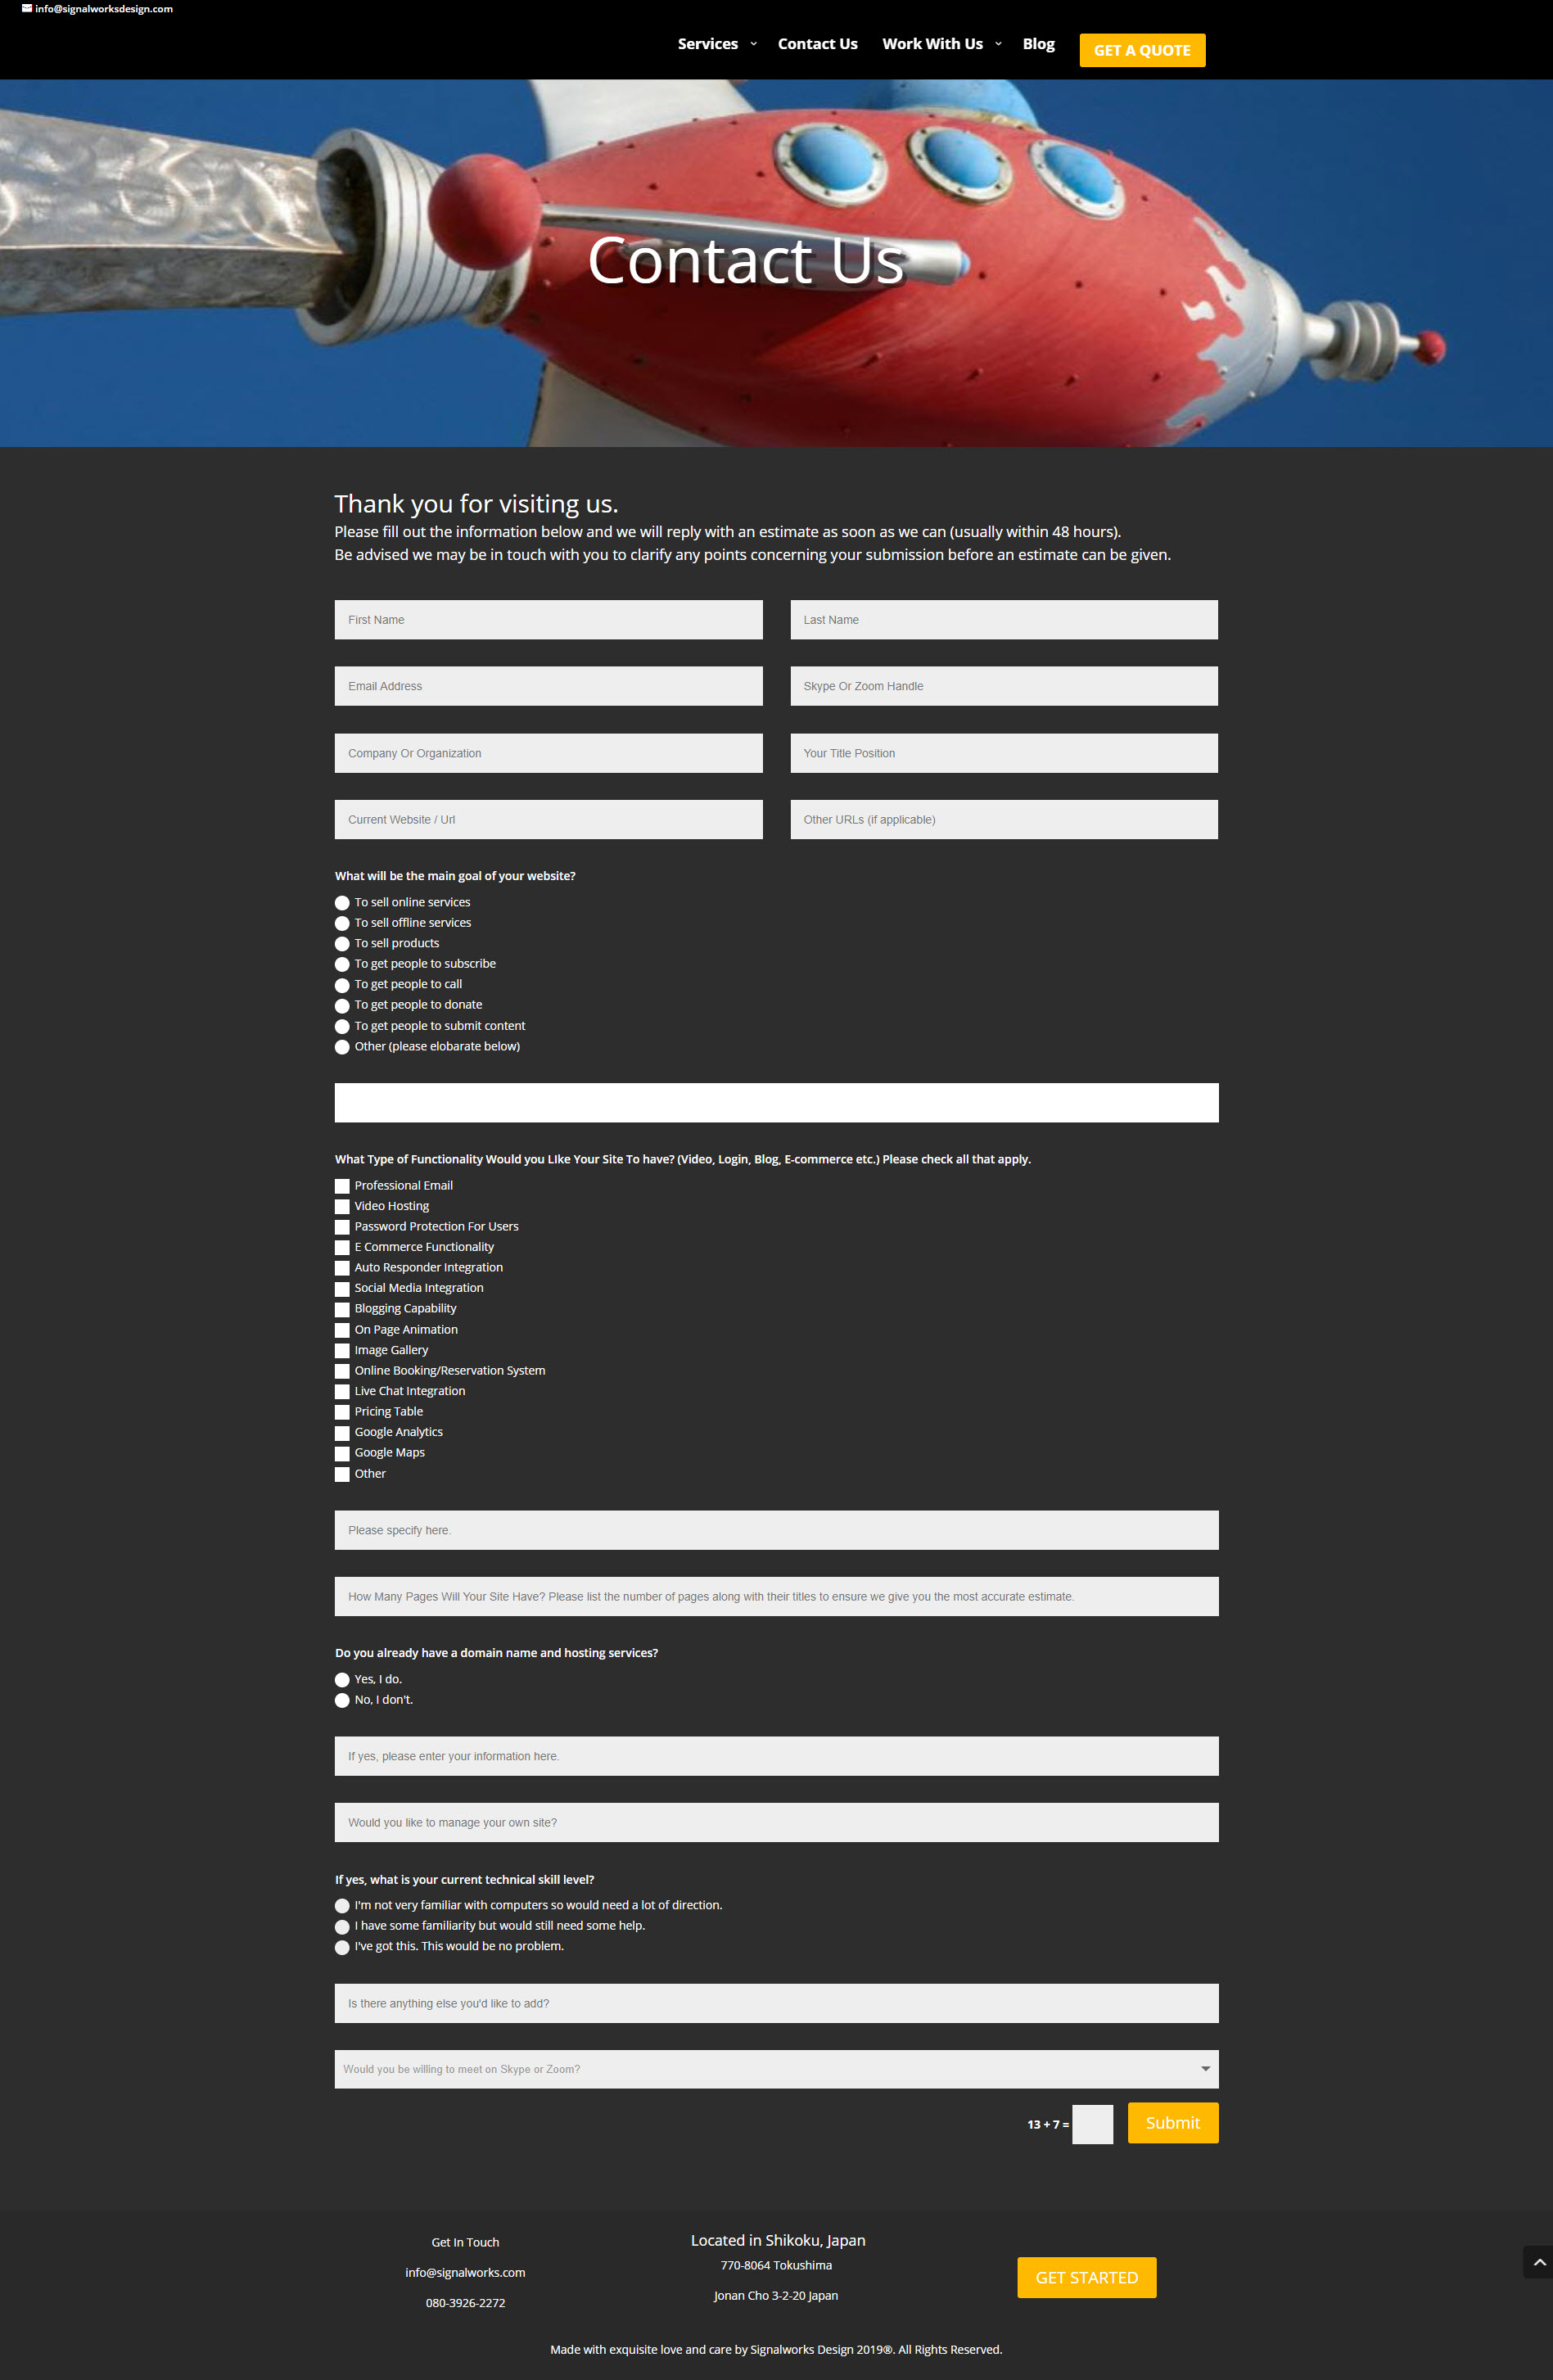 info@signalworksdesign.com
Services Contact Us Work With Us Blog GET A QUOTE
Contact Us
Thank you for visiting us.
Please fill out the information below and we will reply with an estimate as soon as we can (usually within 48 hours).
Be advised we may be in touch with you to clarify any points concerning your submission before an estimate can be given.
First Name Last Name
Email Address Skype Or Zoom Handle
Company Or Organization Your Title Position
Current Website / Url Other URLs (if applicable)
What will be the main goal of your website?
To sell online services
To sell offline services
To sell products
To get people to subscribe
To get people to call
To get people to donate
To get people to submit content
Other (please elobarate below)
What Type of Functionality Would you LIke Your Site To have? (Video, Login, Blog, E-commerce etc.) Please check all that apply.
Professional Email
Video Hosting
Password Protection For Users
E Commerce Functionality
Auto Responder Integration
Social Media Integration
Blogging Capability
On Page Animation
Image Gallery
Online Booking/Reservation System
Live Chat Integration
Pricing Table
Google Analytics
Google Maps
Other
Please specify here.
How Many Pages Will Your Site Have? Please list the number of pages along with their titles to ensure we give you the most accurate estimate.
Do you already have a domain name and hosting services?
Yes, I do.
No, I don't.
If yes, please enter your information here.
Would you like to manage your own site?
If yes, what is your current technical skill level?
I'm not very familiar with computers so would need a lot of direction.
I have some familiarity but would still need some help.
I've got this. This would be no problem.
Is there anything else you'd like to add?
Would you be willing to meet on Skype or Zoom?
13 + 7 = Submit
Get In Touch
info@signalworks.com
080-3926-2272
Located in Shikoku, Japan
770-8064 Tokushima
Jonan Cho 3-2-20 Japan
GET STARTED
Made with exquisite love and care by Signalworks Design 2019®. All Rights Reserved.